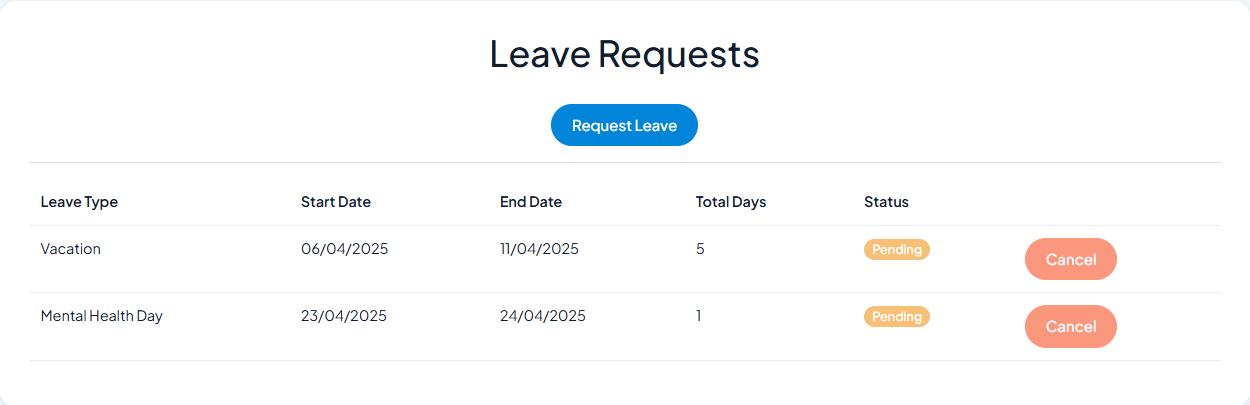 Leave Requests
Request Leave
Leave Type Start Date End Date Total Days Status
Vacation 06/04/2025 11/04/2025 5 Pending Cancel
Mental Health Day 23/04/2025 24/04/2025 1 Pending Cancel